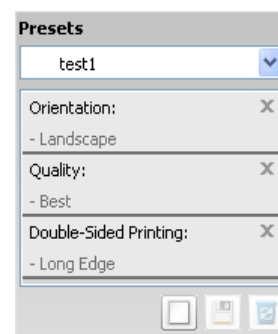 Presets
test1
Orientation:
- Landscape
Quality:
- Best
Double-Sided Printing:
- Long Edge